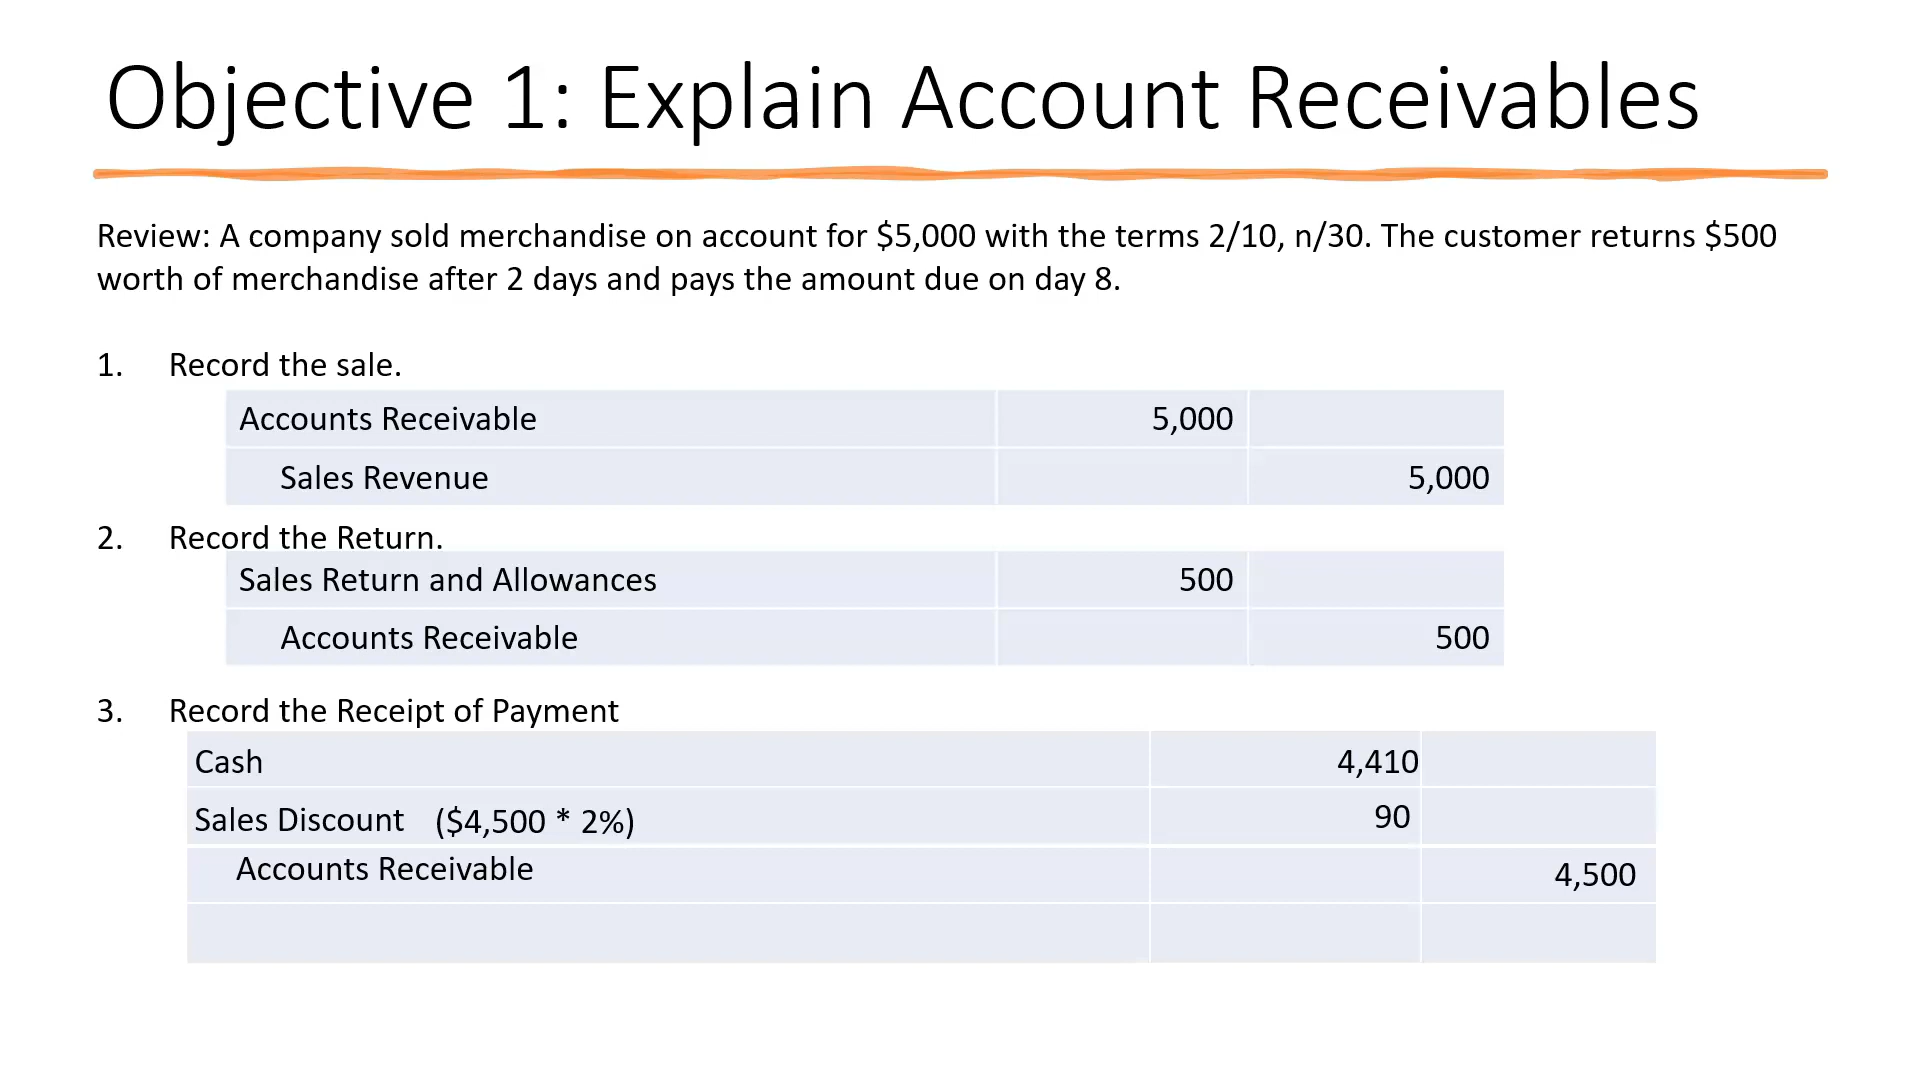 Objective 1: Explain Account Receivables
Review: A company sold merchandise on account for $5,000 with the terms 2/10, n/30. The customer returns $500
worth of merchandise after 2 days and pays the amount due on day 8.
1. Record the sale.
Accounts Receivable 5,000
Sales Revenue 5,000
2. Record the Return.
Sales Return and Allowances 500
Accounts Receivable 500
3. Record the Receipt of Payment
Cash 4,410
Sales Discount ($4,500 * 2%) 90
Accounts Receivable 4,500